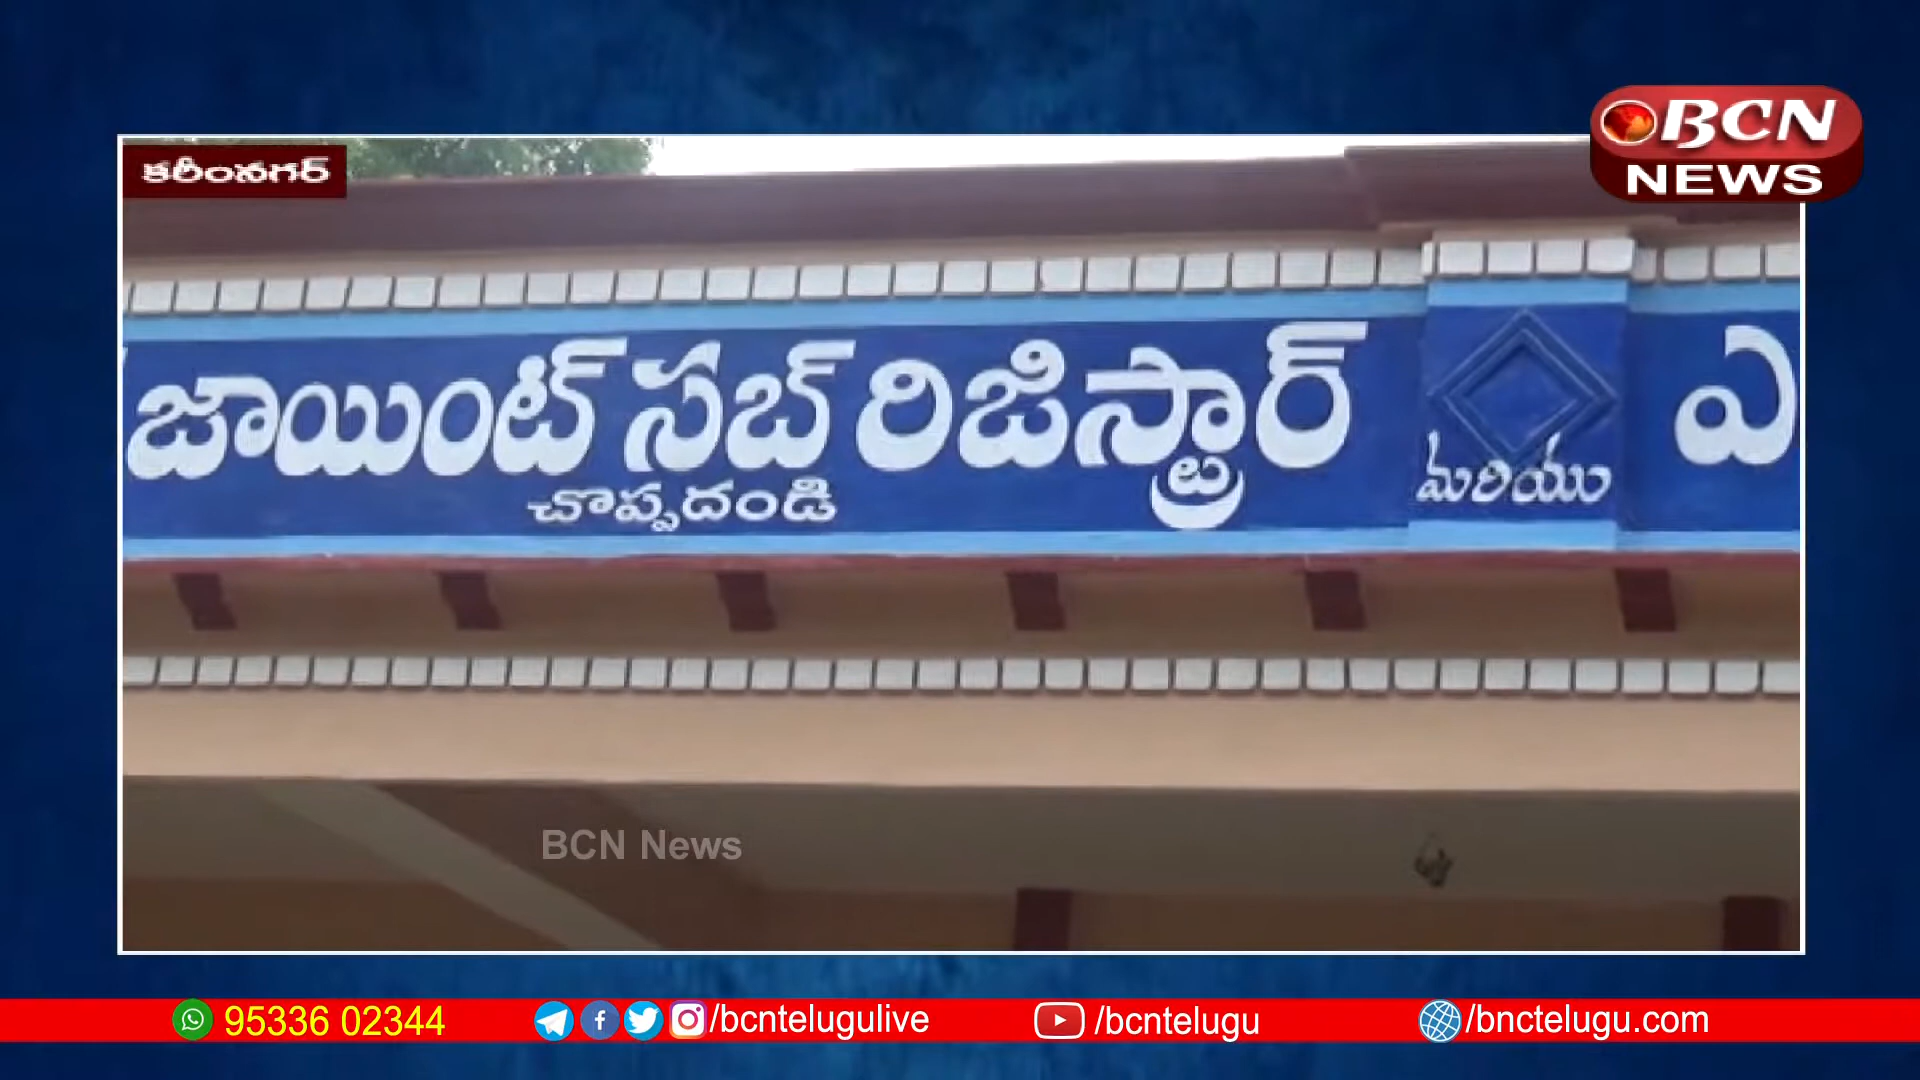 BCN
NEWS
కరీంనగర్
జాయింట్ సబ్ రిజిస్ట్రార్
ఎ
చొప్పదండి
మరియు
BCN News
95336 02344
/bcntelugulive
/bcntelugu
/bnctelugu.com